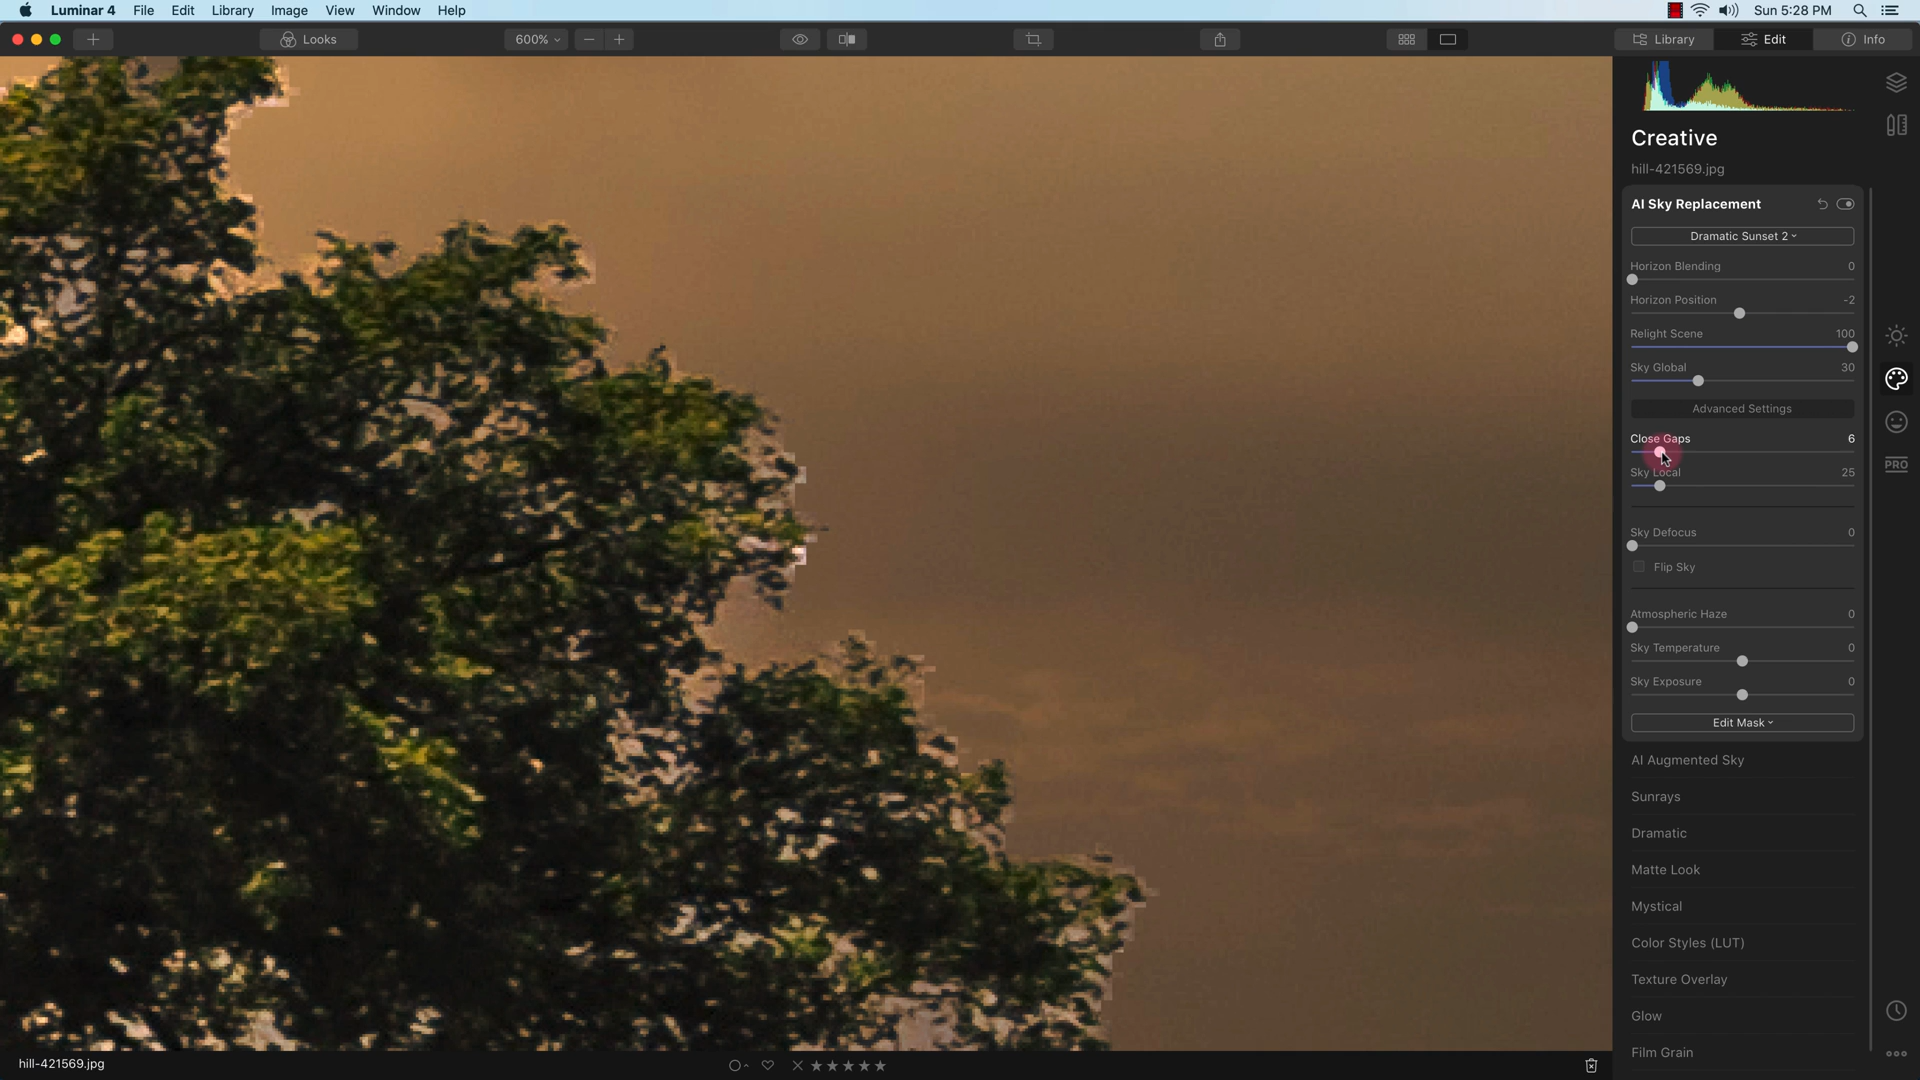 Luminar 4 File Edit Library Image View Window Help Sun 5:28 PM
Looks 600% Library Edit Info
Creative
hill-421569.jpg
AI Sky Replacement
Dramatic Sunset 2
Horizon Blending 0
Horizon Position -2
Relight Scene 100
Sky Global 30
Advanced Settings
Close Gaps 6
Sky Local 25
Sky Defocus 0
Flip Sky
Atmospheric Haze 0
Sky Temperature 0
Sky Exposure 0
Edit Mask
AI Augmented Sky
Sunrays
Dramatic
Matte Look
Mystical
Color Styles (LUT)
Texture Overlay
Glow
Film Grain
PRO
hill-421569.jpg